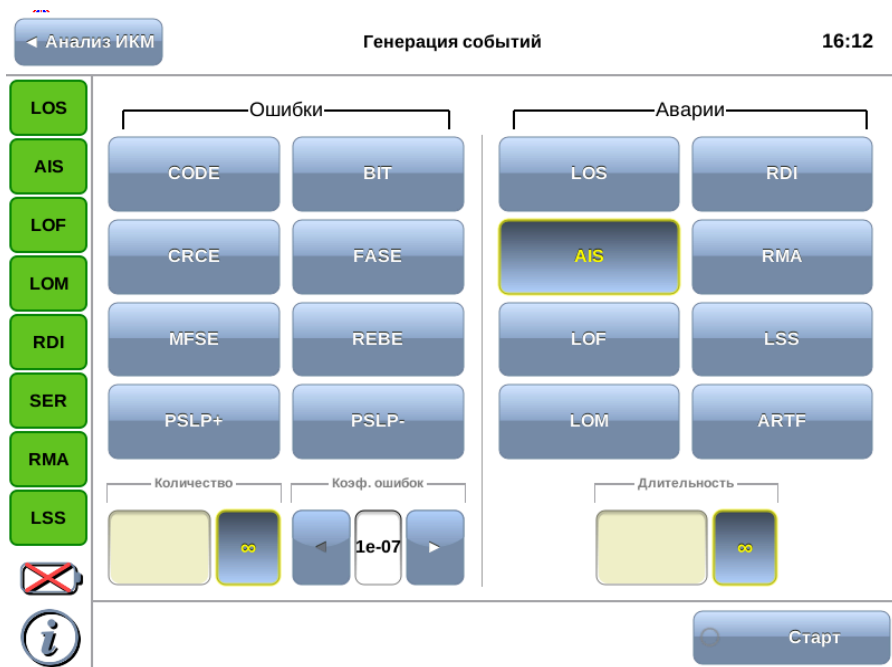 ◄ Анализ ИКМ
Генерация событий
16:12
LOS
AIS
LOF
LOM
RDI
SER
RMA
LSS
Ошибки
CODE BIT
CRCE FASE
MFSE REBE
PSLP+ PSLP-
Количество
Коэф. ошибок
∞
◄ 1e-07 ►
Аварии
LOS RDI
AIS RMA
LOF LSS
LOM ARTF
Длительность
∞
i
Старт